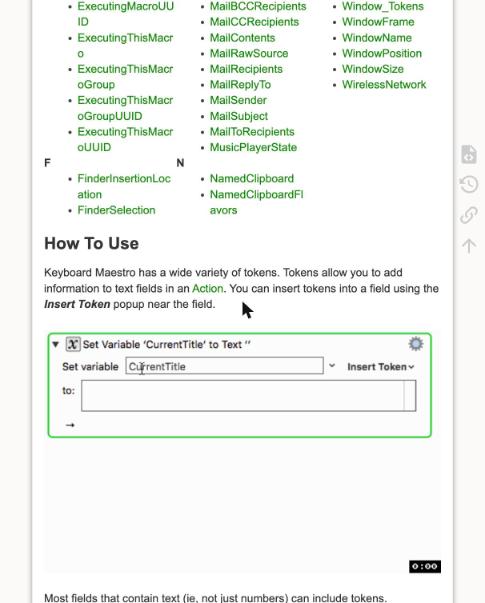 ExecutingMacroUU
ID
ExecutingThisMacr
o
ExecutingThisMacr
oGroup
ExecutingThisMacr
oGroupUUID
ExecutingThisMacr
oUUID
F
FinderInsertionLoc
ation
FinderSelection
MailBCCRecipients
MailCCRecipients
MailContents
MailRawSource
MailRecipients
MailReplyTo
MailSender
MailSubject
MailToRecipients
MusicPlayerState
N
NamedClipboard
NamedClipboardFl
avors
Window_Tokens
WindowFrame
WindowName
WindowPosition
WindowSize
WirelessNetwork
How To Use
Keyboard Maestro has a wide variety of tokens. Tokens allow you to add
information to text fields in an Action. You can insert tokens into a field using the
Insert Token popup near the field.
Set Variable 'CurrentTitle' to Text ''
Set variable CurrentTitle Insert Token
to:
0:00
Most fields that contain text (ie, not just numbers) can include tokens.